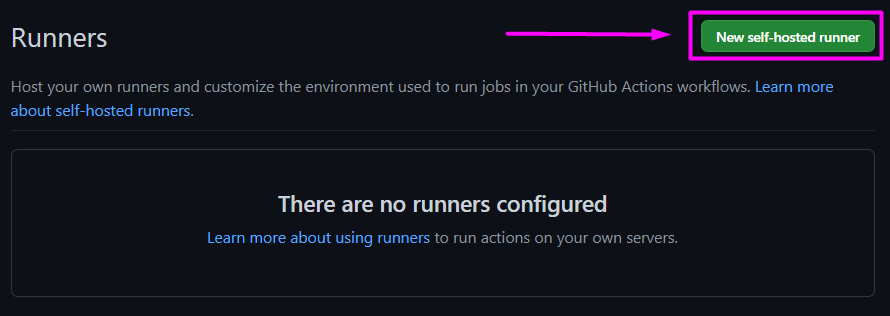 Runners
New self-hosted runner
Host your own runners and customize the environment used to run jobs in your GitHub Actions workflows. Learn more
about self-hosted runners.
There are no runners configured
Learn more about using runners to run actions on your own servers.